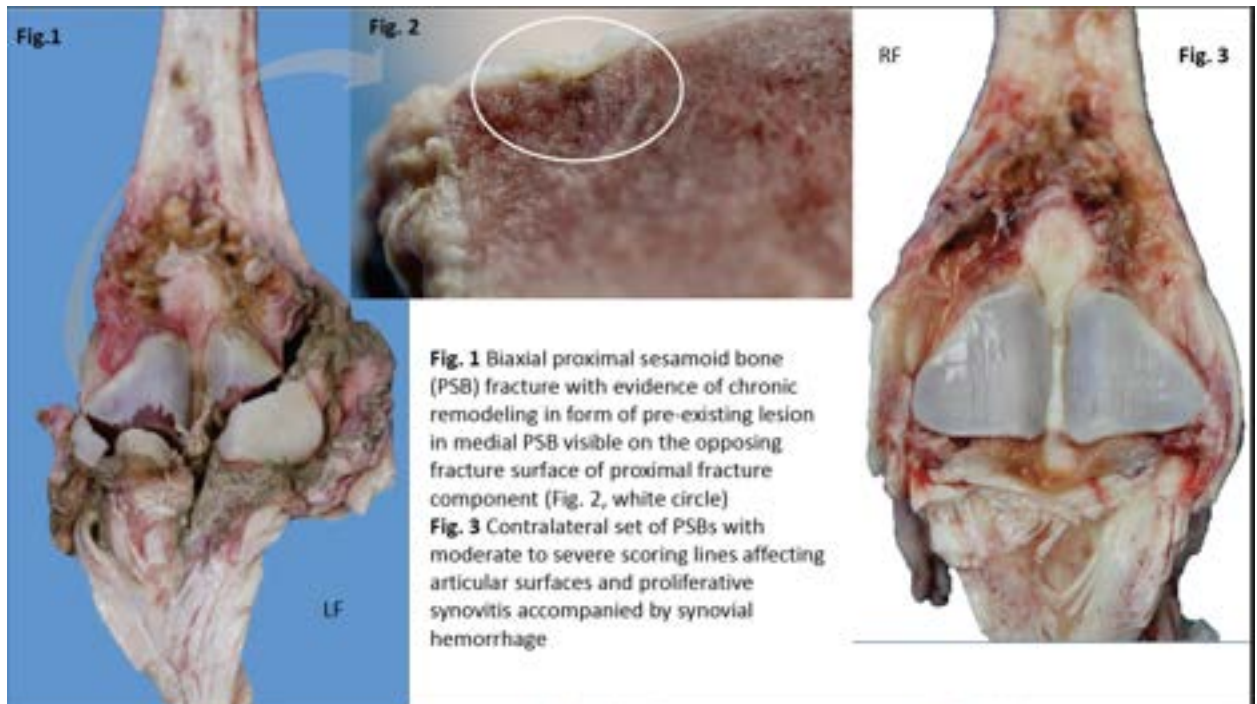 Fig.1
Fig. 2
RF
Fig. 3
Fig. 1 Biaxial proximal sesamoid bone
(PSB) fracture with evidence of chronic
remodeling in form of pre-existing lesion
in medial PSB visible on the opposing
fracture surface of proximal fracture
component (Fig. 2, white circle)
Fig. 3 Contralateral set of PSBs with
moderate to severe scoring lines affecting
articular surfaces and proliferative
synovitis accompanied by synovial
hemorrhage
LF